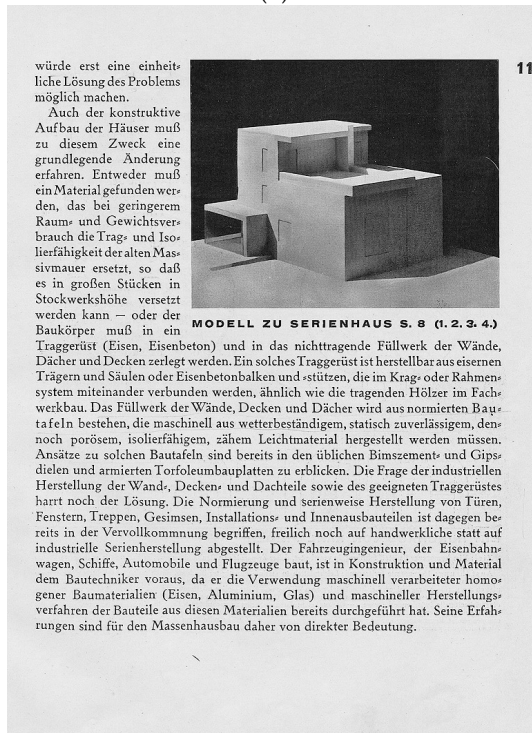 11
würde erst eine einheit-
liche Lösung des Problems
möglich machen.
Auch der konstruktive
Aufbau der Häuser muß
zu diesem Zweck eine
grundlegende Änderung
erfahren. Entweder muß
ein Material gefunden wer-
den, das bei geringerem
Raum- und Gewichtsver-
brauch die Trag- und Iso-
lierfähigkeit der alten Mas-
sivmauer ersetzt, so daß
es in großen Stücken in
Stockwerkshöhe versetzt
werden kann — oder der
Baukörper muß in ein
MODELL ZU SERIENHAUS S. 8 (1. 2. 3. 4.)
Traggerüst (Eisen, Eisenbeton) und in das nichttragende Füllwerk der Wände,
Dächer und Decken zerlegt werden. Ein solches Traggerüst ist herstellbar aus eisernen
Trägern und Säulen oder Eisenbetonbalken und -stützen, die im Krag- oder Rahmen-
system miteinander verbunden werden, ähnlich wie die tragenden Hölzer im Fach-
werkbau. Das Füllwerk der Wände, Decken und Dächer wird aus normierten Bau-
tafeln bestehen, die maschinell aus wetterbeständigem, statisch zuverlässigem, den-
noch porösem, isolierfähigem, zähem Leichtmaterial hergestellt werden müssen.
Ansätze zu solchen Bautafeln sind bereits in den üblichen Bimszement- und Gips-
dielen und armierten Torfoleumbauplatten zu erblicken. Die Frage der industriellen
Herstellung der Wand-, Decken- und Dachteile sowie des geeigneten Traggerüstes
harrt noch der Lösung. Die Normierung und serienweise Herstellung von Türen,
Fenstern, Treppen, Gesimsen, Installations- und Innenausbauteilen ist dagegen be-
reits in der Vervollkommnung begriffen, freilich noch auf handwerkliche statt auf
industrielle Serienherstellung abgestellt. Der Fahrzeugingenieur, der Eisenbahn-
wagen, Schiffe, Automobile und Flugzeuge baut, ist in Konstruktion und Material
dem Bautechniker voraus, da er die Verwendung maschinell verarbeiteter homo-
gener Baumaterialien (Eisen, Aluminium, Glas) und maschineller Herstellungs-
verfahren der Bauteile aus diesen Materialien bereits durchgeführt hat. Seine Erfah-
rungen sind für den Massenhausbau daher von direkter Bedeutung.